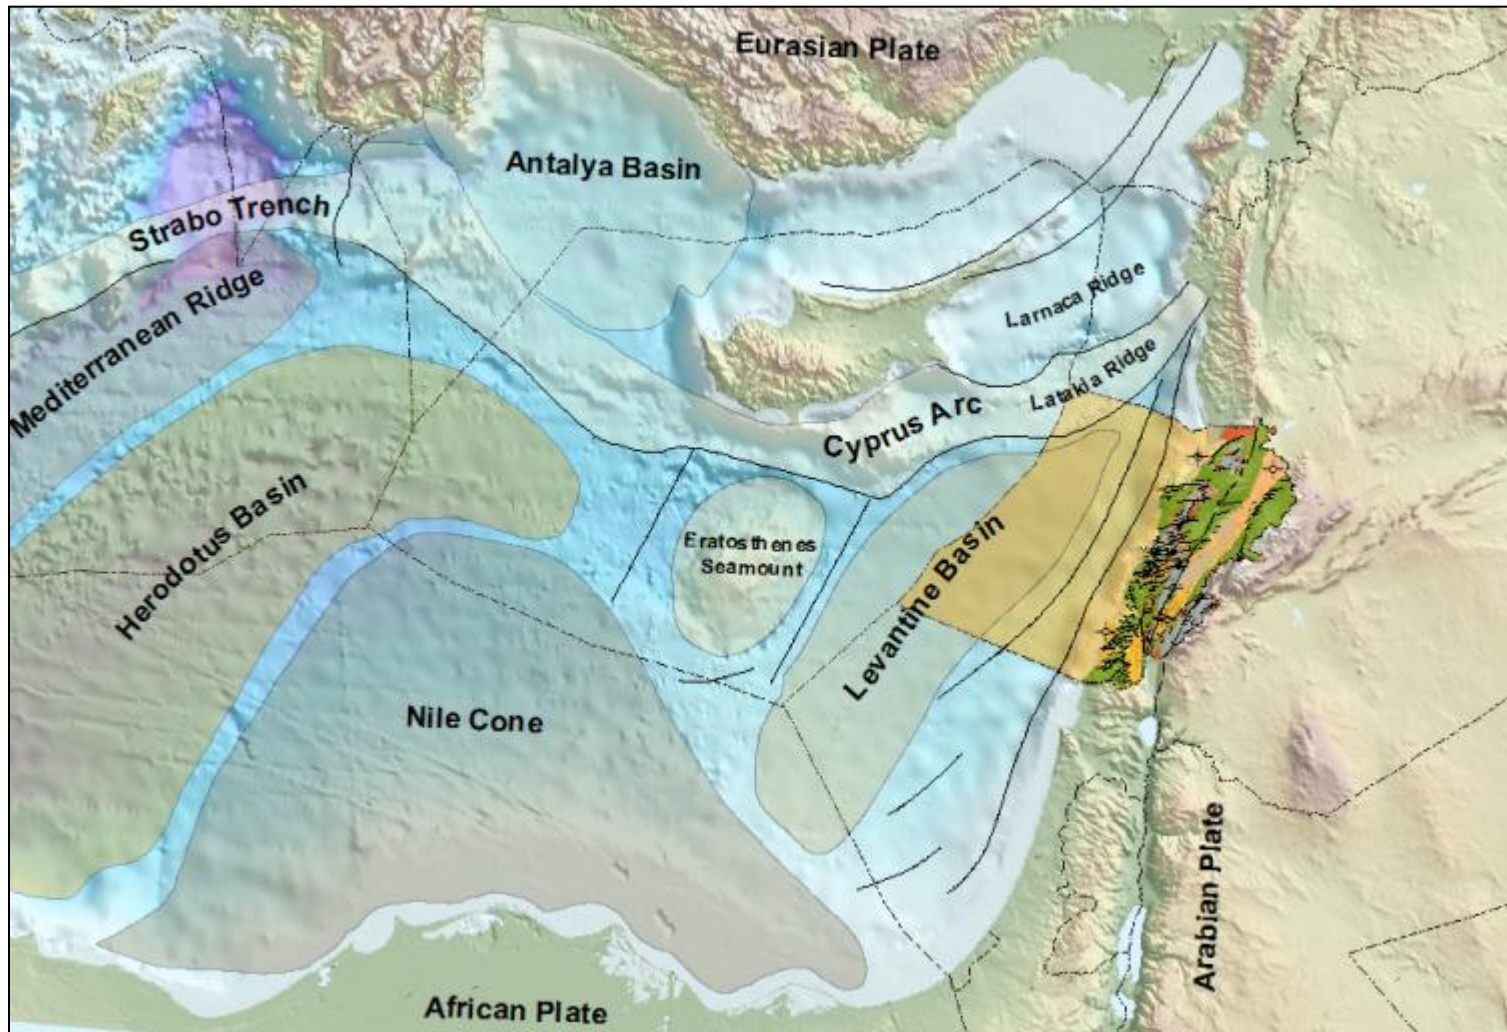 Eurasian Plate
Antalya Basin
Strabo Trench
Mediterranean Ridge
Larnaca Ridge
Latakia Ridge
Cyprus Arc
Herodotus Basin
Eratosthenes
Seamount
Levantine Basin
Nile Cone
Arabian Plate
African Plate